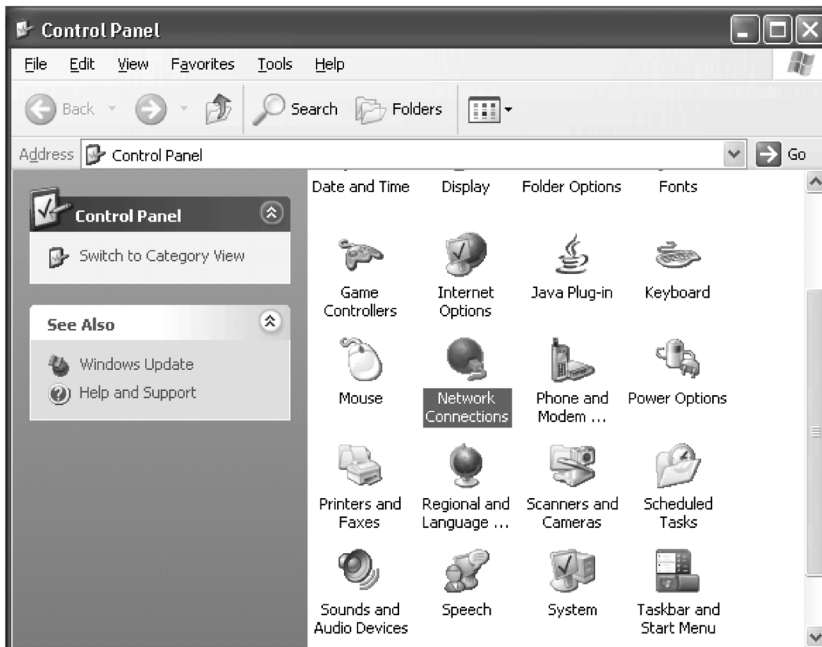 Control Panel
File Edit View Favorites Tools Help
Back Search Folders
Address Control Panel Go
Control Panel
Switch to Category View
See Also
Windows Update
Help and Support
Date and Time Display Folder Options Fonts
Game Controllers Internet Options Java Plug-in Keyboard
Mouse Network Connections Phone and Modem ... Power Options
Printers and Faxes Regional and Language ... Scanners and Cameras Scheduled Tasks
Sounds and Audio Devices Speech System Taskbar and Start Menu